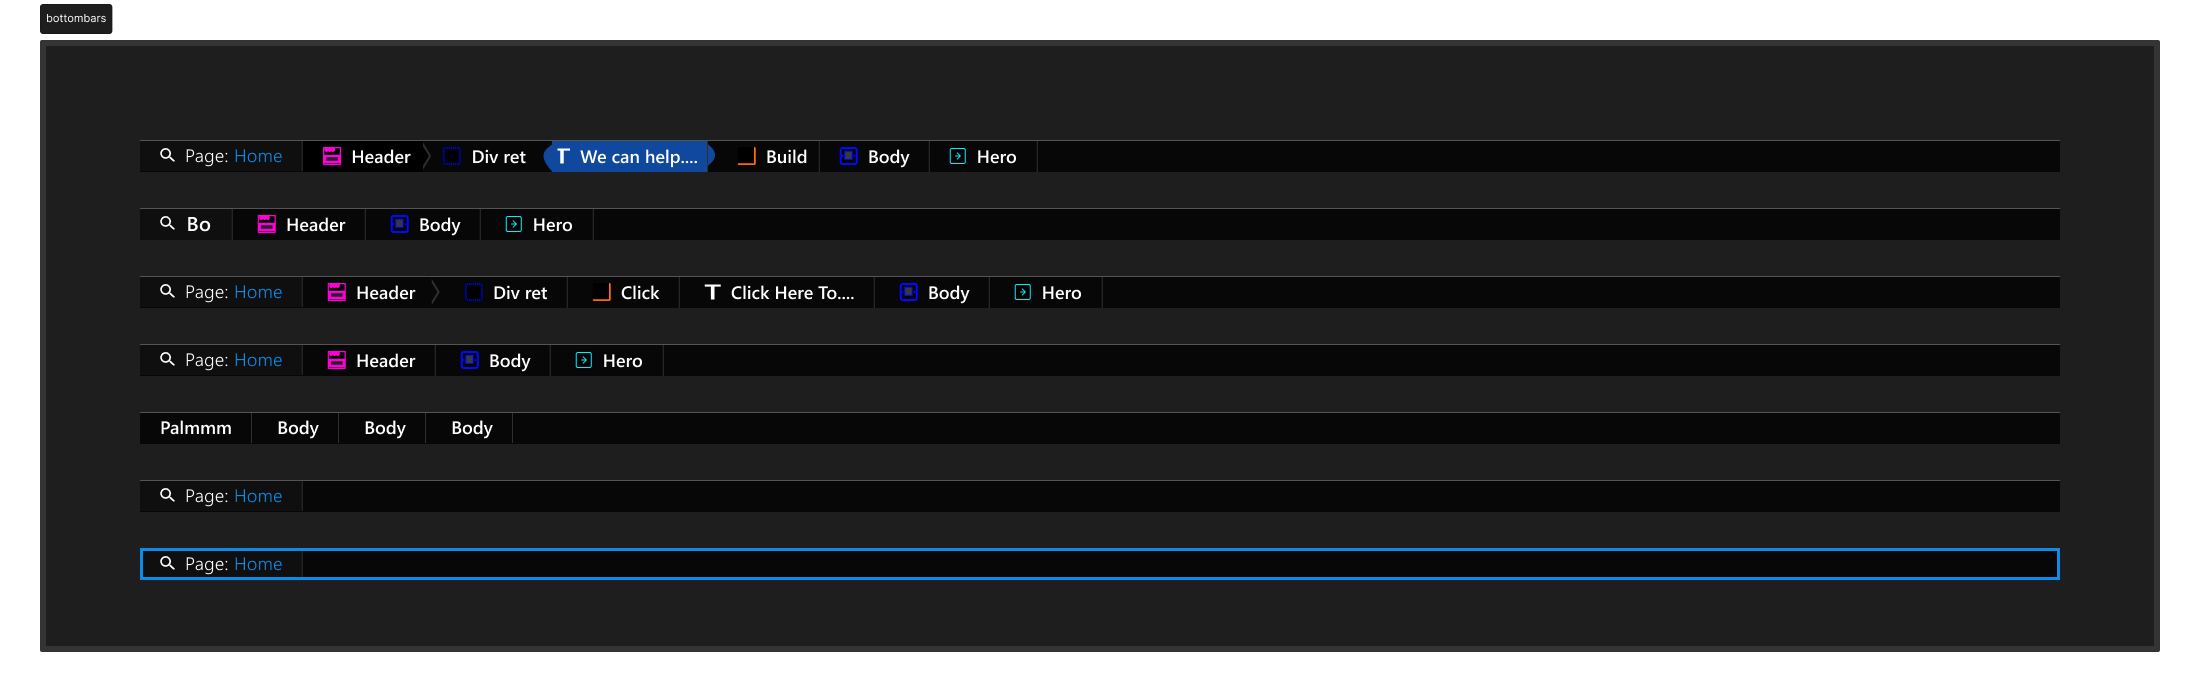 bottombars
Page: Home Header Div ret T We can help.... Build Body Hero
Bo Header Body Hero
Page: Home Header Div ret Click T Click Here To.... Body Hero
Page: Home Header Body Hero
Palmmm Body Body Body
Page: Home
Page: Home